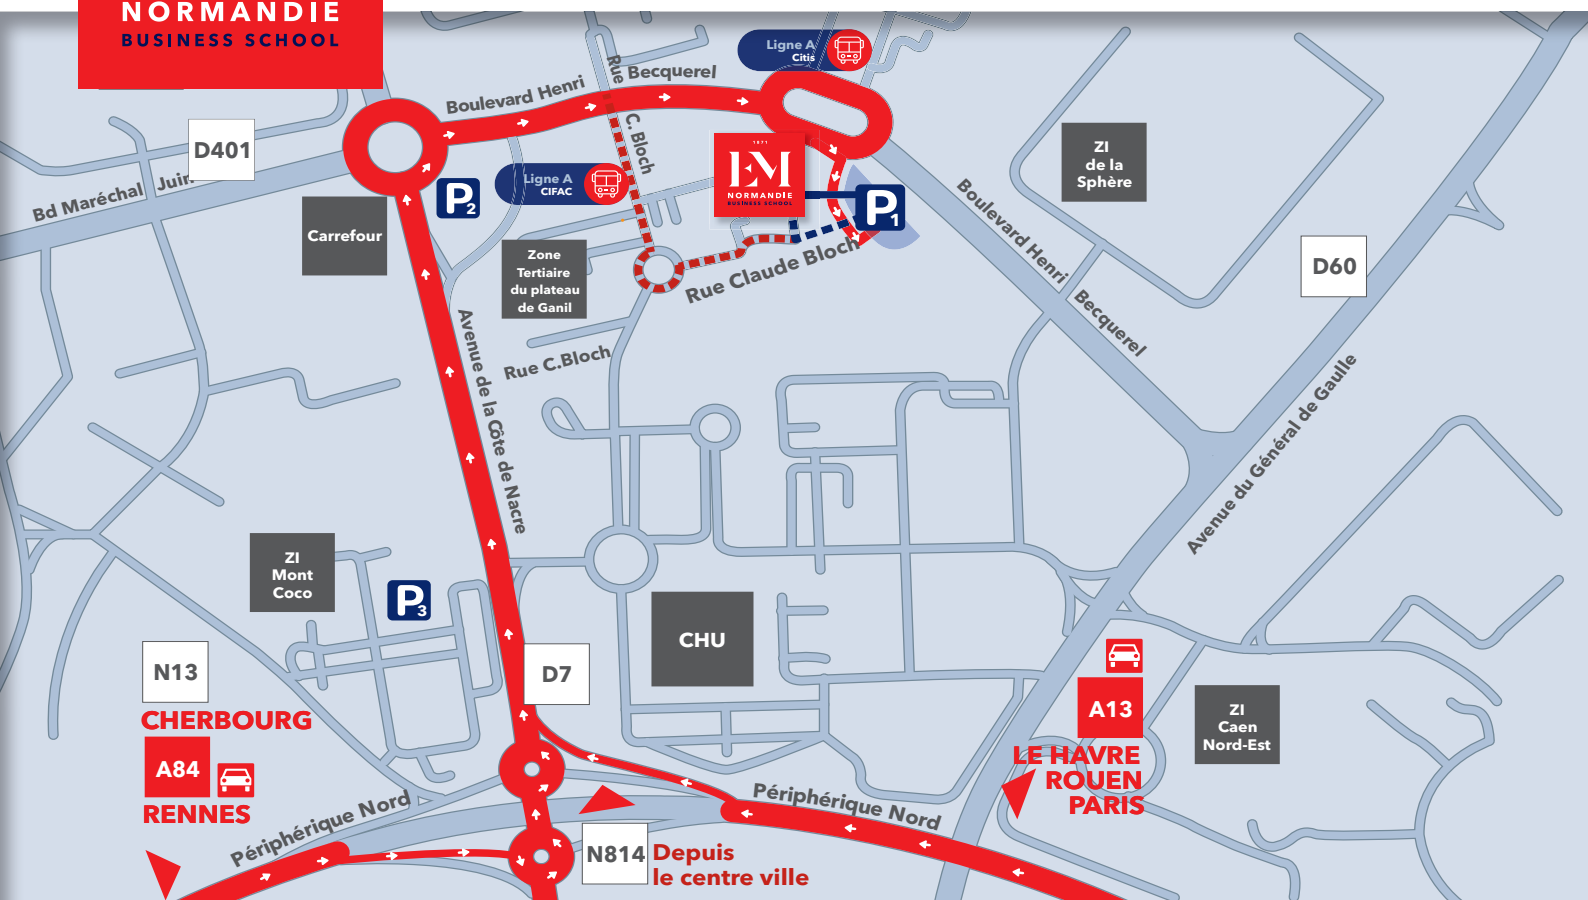 NORMANDIE
BUSINESS SCHOOL
Ligne A
Citis
Rue
Becquerel
Boulevard Henri
C. Bloch
D401
Bd Maréchal Juin
P2
Ligne A
CIFAC
1871
EM
NORMANDIE
BUSINESS SCHOOL
P1
ZI
de la
Sphère
Carrefour
Zone
Tertiaire
du plateau
de Ganil
Rue Claude Bloch
Boulevard Henri
Becquerel
D60
Rue C.Bloch
Avenue de la Côte de Nacre
Avenue du Général de Gaulle
ZI
Mont
Coco
P3
CHU
N13
CHERBOURG
A84
RENNES
D7
A13
LE HAVRE
ROUEN
PARIS
ZI
Caen
Nord-Est
Périphérique Nord
Périphérique Nord
N814
Depuis
le centre ville